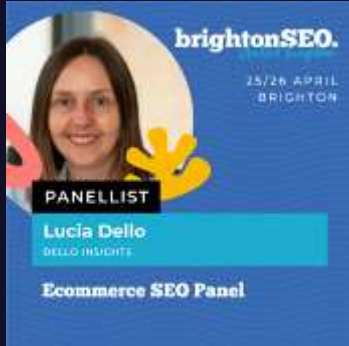 brightonSEO.
25/26 APRIL
BRIGHTON
PANELLIST
Lucia Dello
DELLO INSIGHTS
Ecommerce SEO Panel